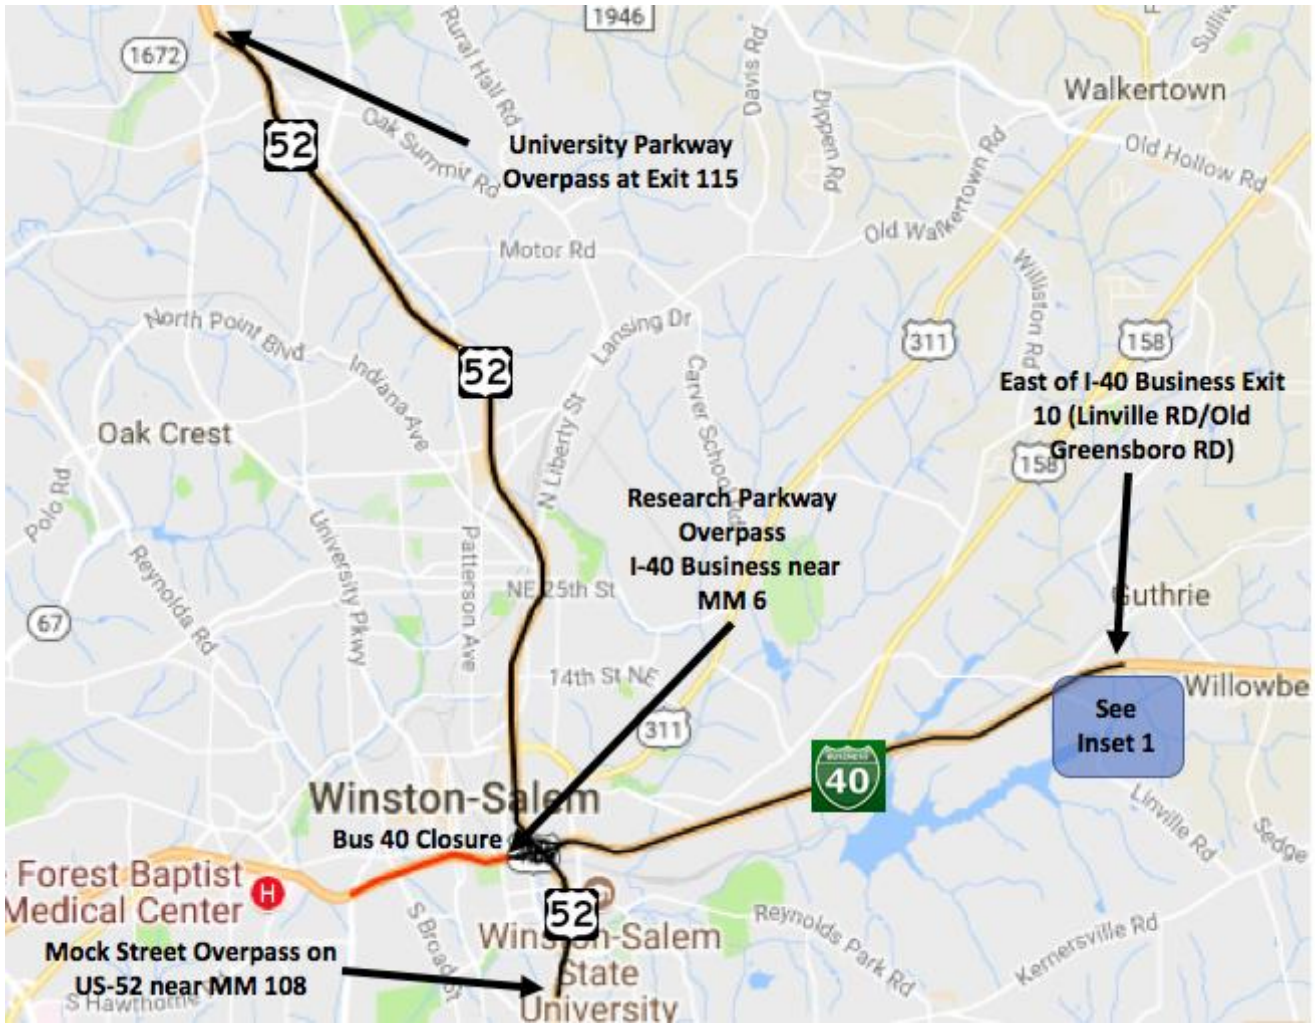 1946
1672
Rural Hall Rd
Davis Rd
Dippen Rd
Walkertown
52
Oak Summit Rd
University Parkway
Overpass at Exit 115
Old Hollow Rd
Old Walkertown Rd
Motor Rd
Williston Rd
North Point Blvd
Lansing Dr
311
158
52
Indiana Ave
Carver School Rd
East of I-40 Business Exit
10 (Linville RD/Old
Greensboro RD)
Oak Crest
N Liberty St
158
Polo Rd
Research Parkway
Overpass
I-40 Business near
MM 6
University Pkwy
Patterson Ave
Reynolda Rd
NE 25th St
Guthrie
67
14th St NE
Willowbe
See
Inset 1
311
BUSINESS
40
Winston-Salem
Bus 40 Closure
Linville Rd
Sedge
Forest Baptist
Medical Center
H
52
S Broad St
Reynolds Park Rd
Kernersville Rd
Winston-Salem
State
University
Mock Street Overpass on
US-52 near MM 108
S Hawthorne